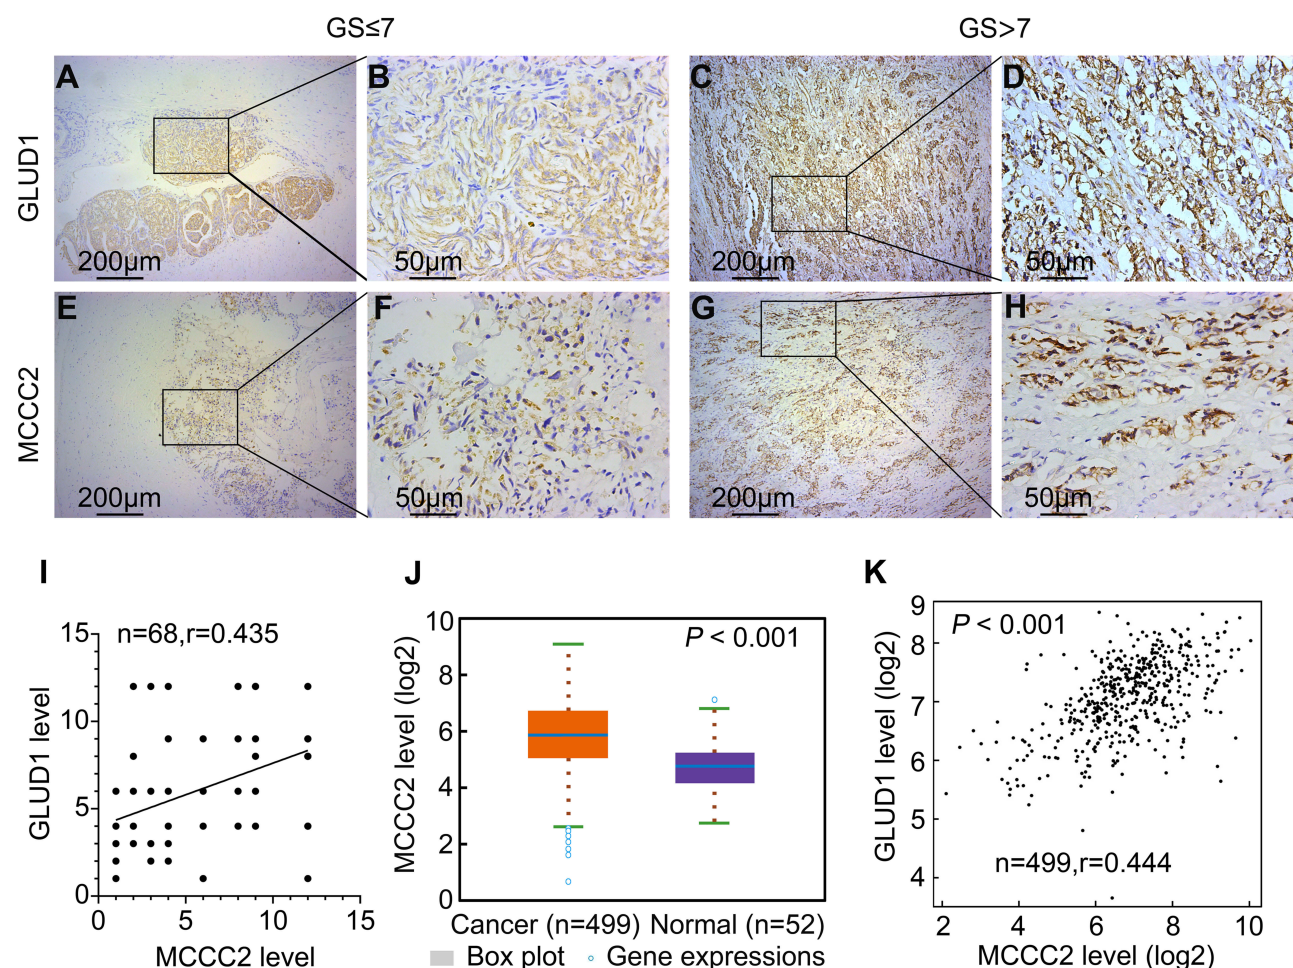 GS≤7
GS>7
GLUD1
A
200µm
B
50µm
C
200µm
D
50µm
MCCC2
E
200µm
F
50µm
G
200µm
H
50µm
I
n=68,r=0.435
GLUD1 level
15
10
5
0
0 5 10 15
MCCC2 level
J
P < 0.001
MCCC2 level (log2)
10
8
6
4
2
0
Cancer (n=499) Normal (n=52)
Box plot Gene expressions
K
P < 0.001
GLUD1 level (log2)
9
8
7
6
5
4
n=499,r=0.444
2 4 6 8 10
MCCC2 level (log2)